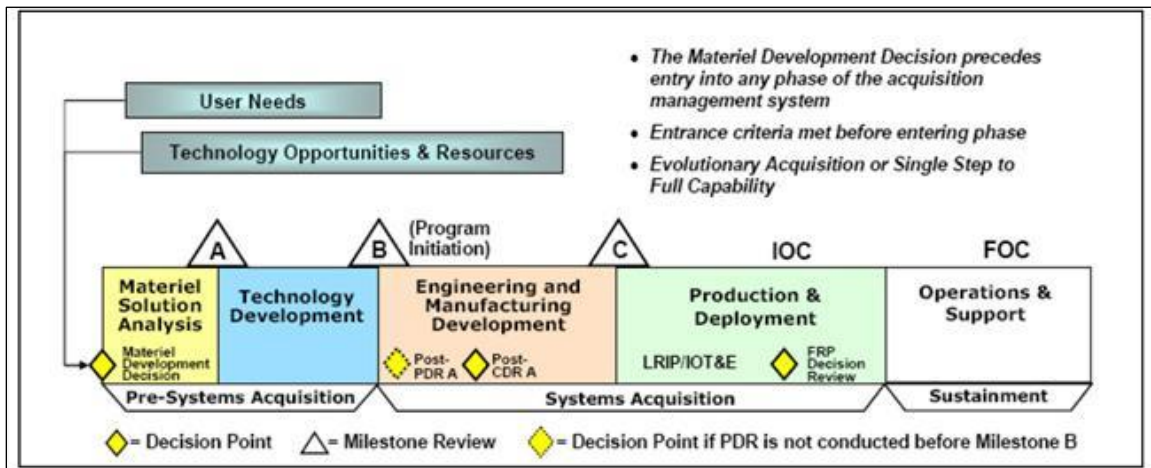 User Needs
Technology Opportunities & Resources
• The Materiel Development Decision precedes
entry into any phase of the acquisition
management system
• Entrance criteria met before entering phase
• Evolutionary Acquisition or Single Step to
Full Capability
A
B
(Program
Initiation)
C
IOC
FOC
Materiel
Solution
Analysis
Materiel
Development
Decision
Technology
Development
Engineering and
Manufacturing
Development
Post-
PDR A
Post-
CDR A
Production &
Deployment
LRIP/IOT&E
FRP
Decision
Review
Operations &
Support
Pre-Systems Acquisition
Systems Acquisition
Sustainment
= Decision Point
= Milestone Review
= Decision Point if PDR is not conducted before Milestone B